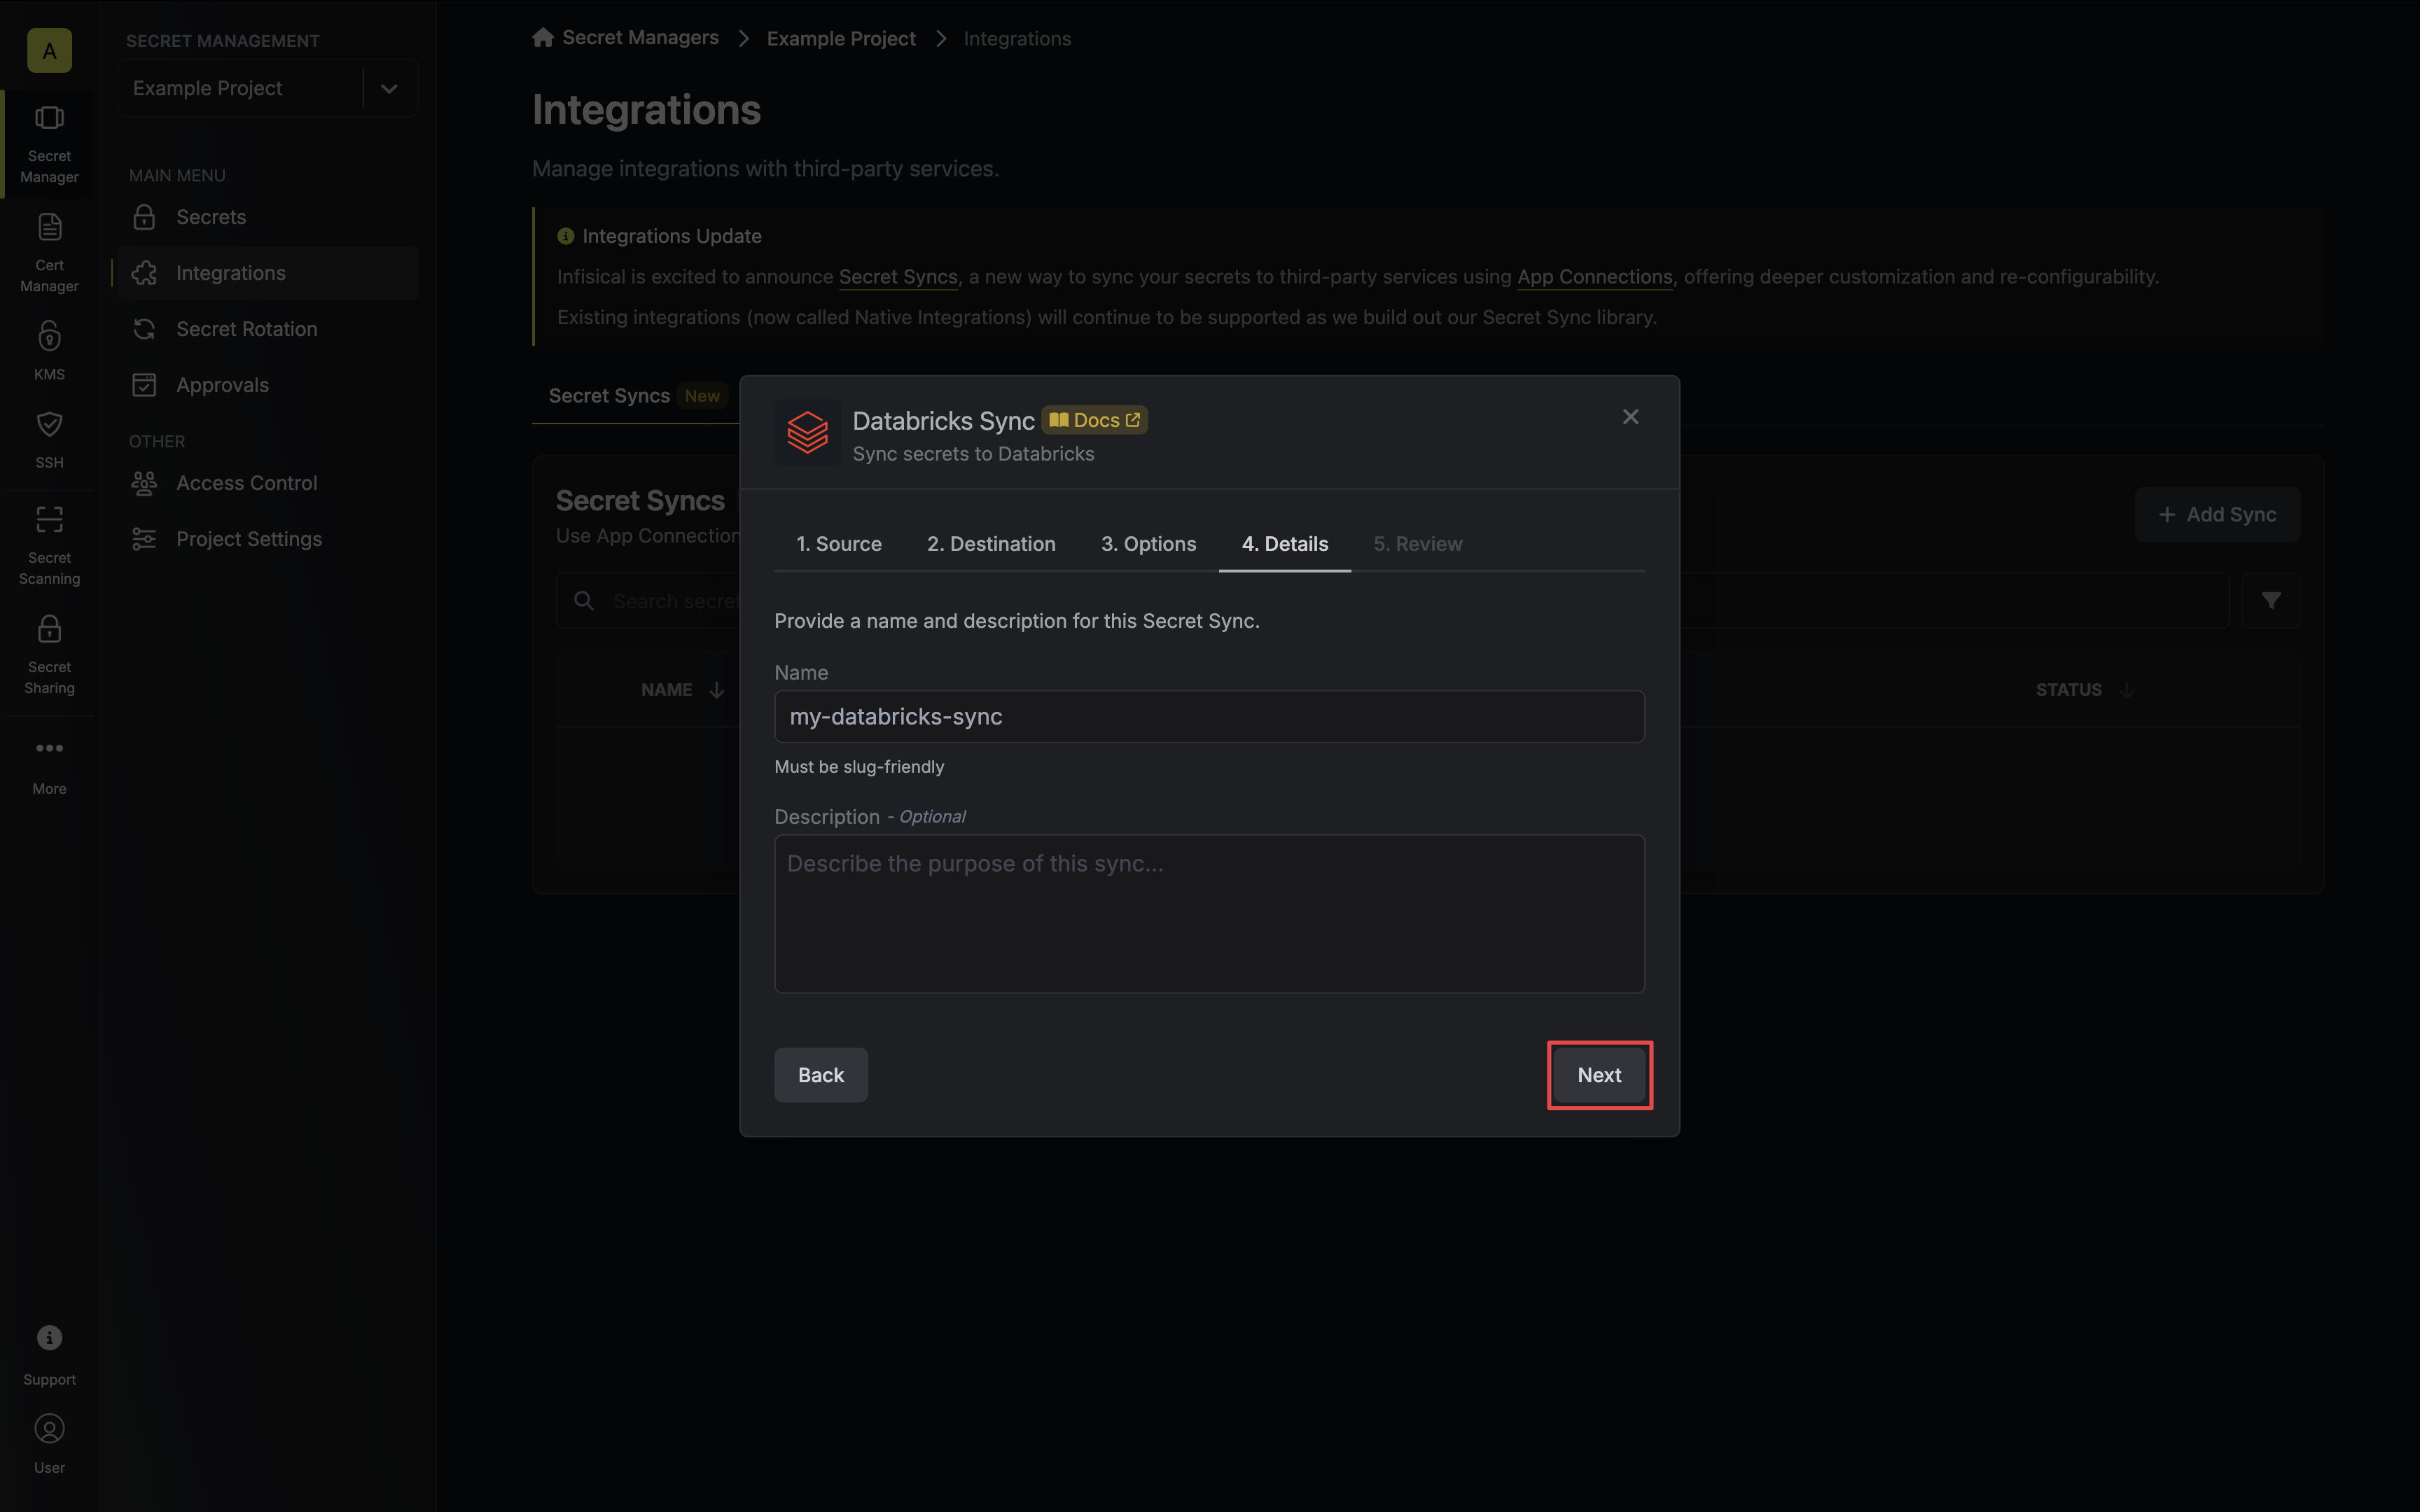 A
Secret
Manager
Cert
Manager
KMS
SSH
Secret
Scanning
Secret
Sharing
More
Support
User
SECRET MANAGEMENT
Example Project
MAIN MENU
Secrets
Integrations
Secret Rotation
Approvals
OTHER
Access Control
Project Settings
Secret Managers > Example Project > Integrations
Integrations
Manage integrations with third-party services.
Integrations Update
Infisical is excited to announce Secret Syncs, a new way to sync your secrets to third-party services using App Connections, offering deeper customization and re-configurability.
Existing integrations (now called Native Integrations) will continue to be supported as we build out our Secret Sync library.
Secret Syncs New
Secret Syncs
Use App Connection
+ Add Sync
Search secret
NAME
STATUS
Databricks Sync Docs
Sync secrets to Databricks
1. Source 2. Destination 3. Options 4. Details 5. Review
Provide a name and description for this Secret Sync.
Name
my-databricks-sync
Must be slug-friendly
Description - Optional
Describe the purpose of this sync...
Back
Next